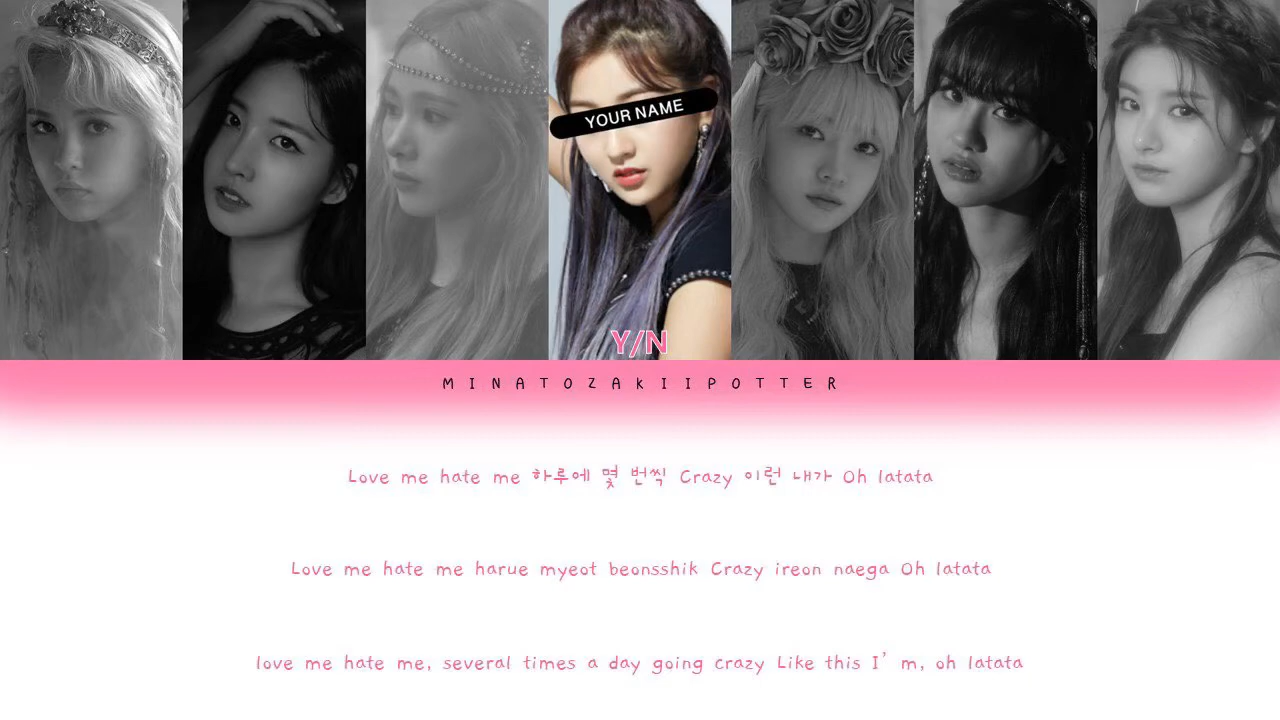 YOUR NAME
Y/N
MINATOZAKIIPOTTER
Love me hate me 하루에 몇 번씩 Crazy 이런 내가 Oh latata
Love me hate me harue myeot beonsshik Crazy ireon naega Oh latata
love me hate me, several times a day going crazy Like this I'm, oh latata